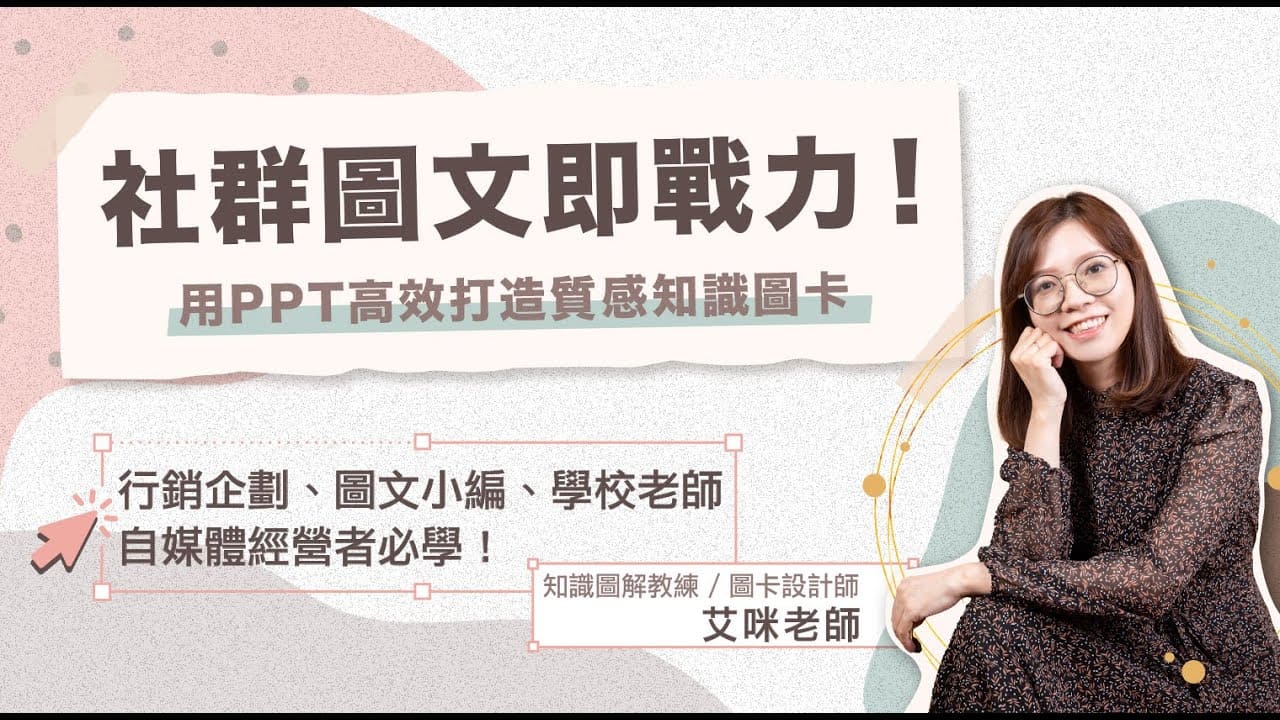 社群圖文即戰力！
用PPT高效打造質感知識圖卡
行銷企劃、圖文小編、學校老師
自媒體經營者必學！
知識圖解教練 / 圖卡設計師
艾咪老師